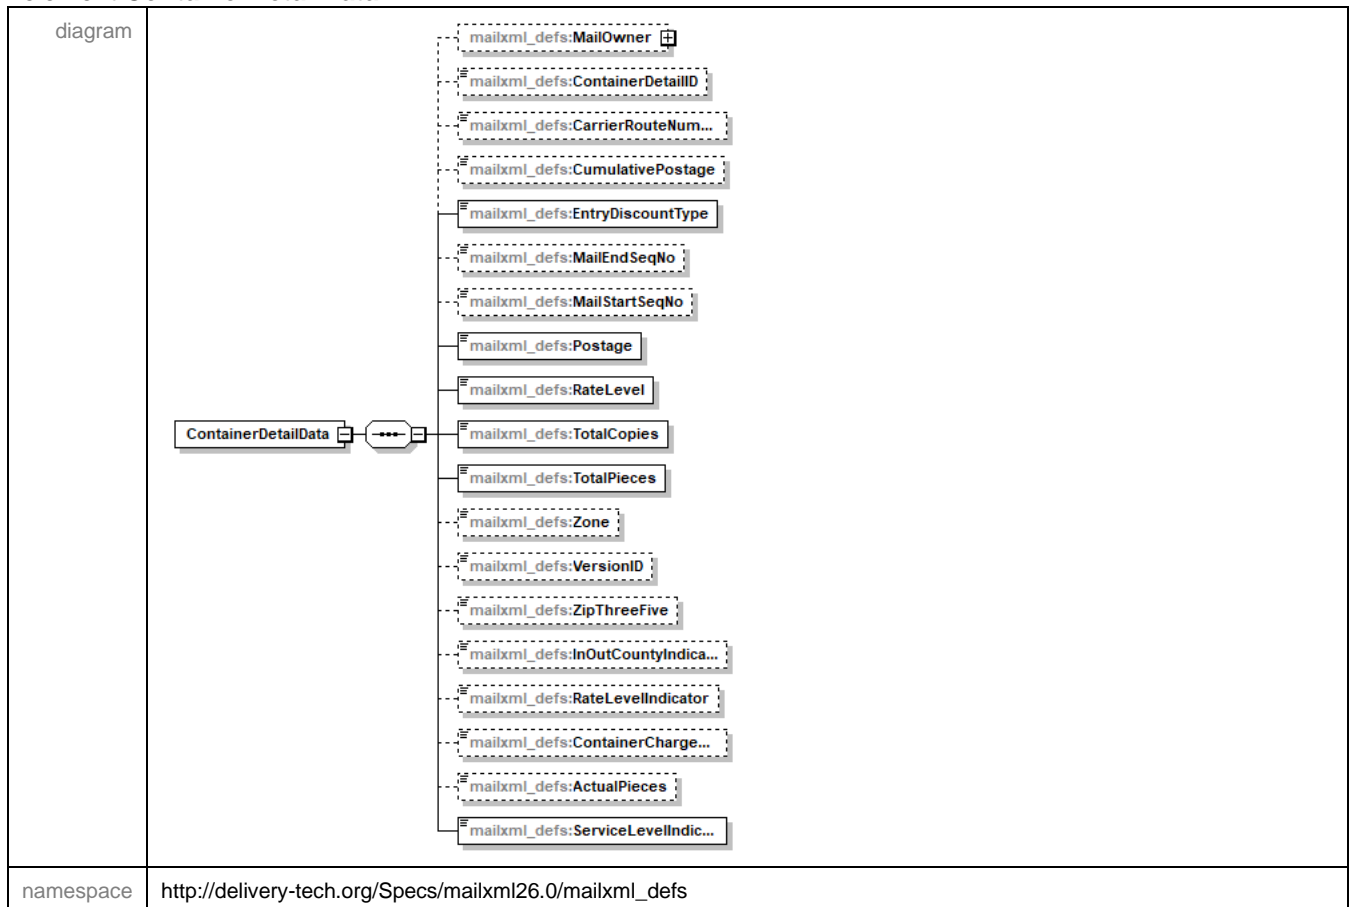 diagram
mailxml_defs:MailOwner
mailxml_defs:ContainerDetailID
mailxml_defs:CarrierRouteNum...
mailxml_defs:CumulativePostage
mailxml_defs:EntryDiscountType
mailxml_defs:MailEndSeqNo
mailxml_defs:MailStartSeqNo
mailxml_defs:Postage
mailxml_defs:RateLevel
ContainerDetailData
mailxml_defs:TotalCopies
mailxml_defs:TotalPieces
mailxml_defs:Zone
mailxml_defs:VersionID
mailxml_defs:ZipThreeFive
mailxml_defs:InOutCountyIndica...
mailxml_defs:RateLevelIndicator
mailxml_defs:ContainerCharge...
mailxml_defs:ActualPieces
mailxml_defs:ServiceLevelIndic...
namespace http://delivery-tech.org/Specs/mailxml26.0/mailxml_defs